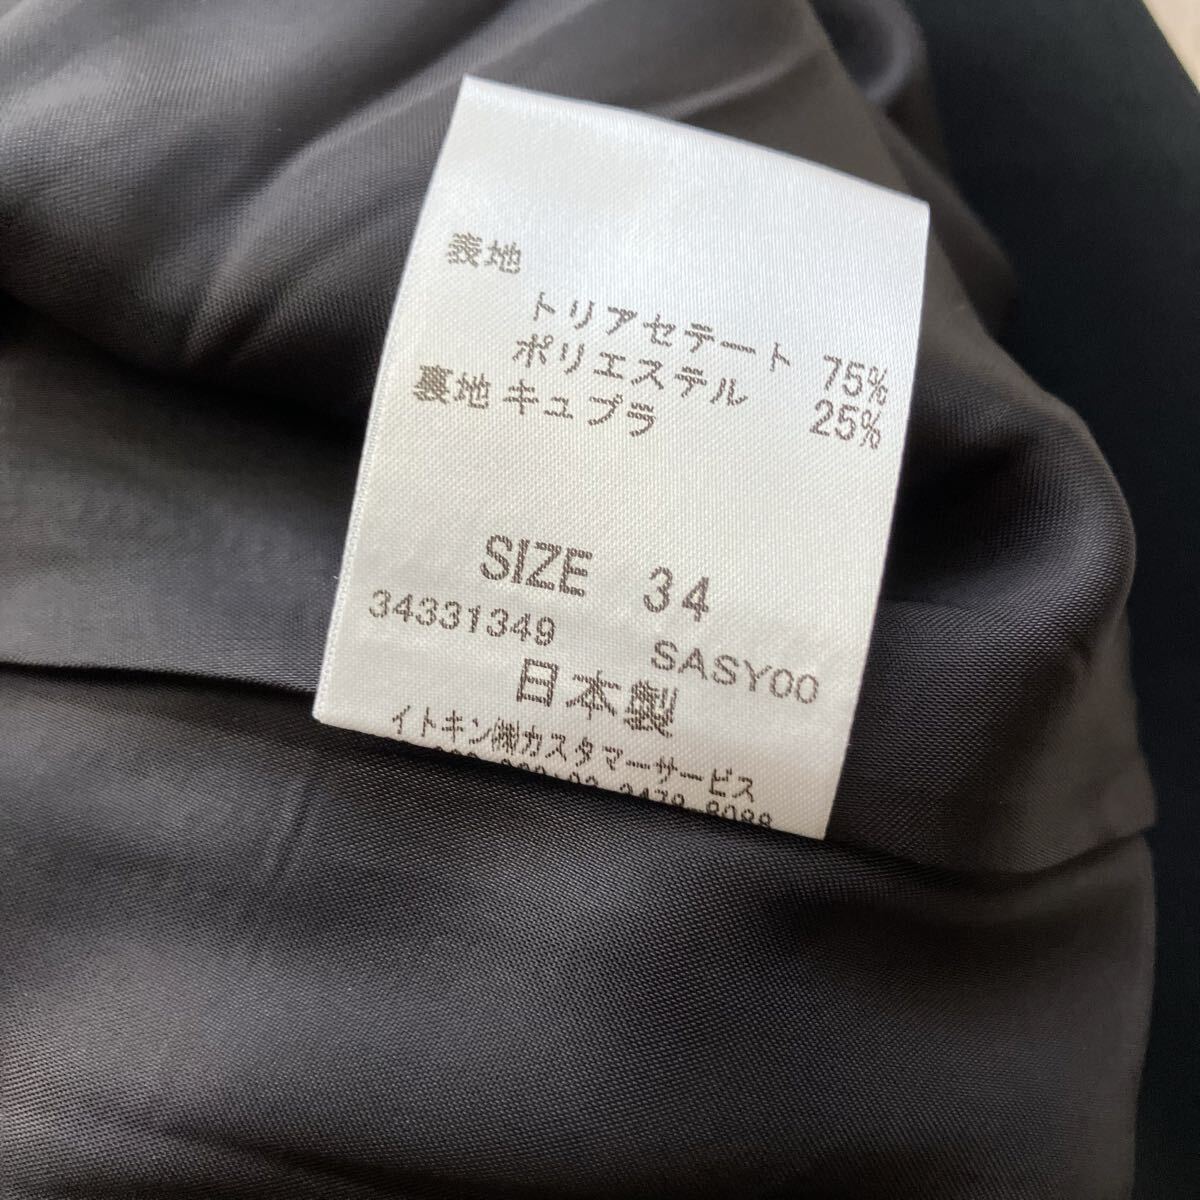 表地
トリアセテート 75%
ポリエステル 25%
裏地 キュプラ
SIZE 34
34331349 SASY00
日本製
イトキン㈱カスタマーサービス
3478-8088